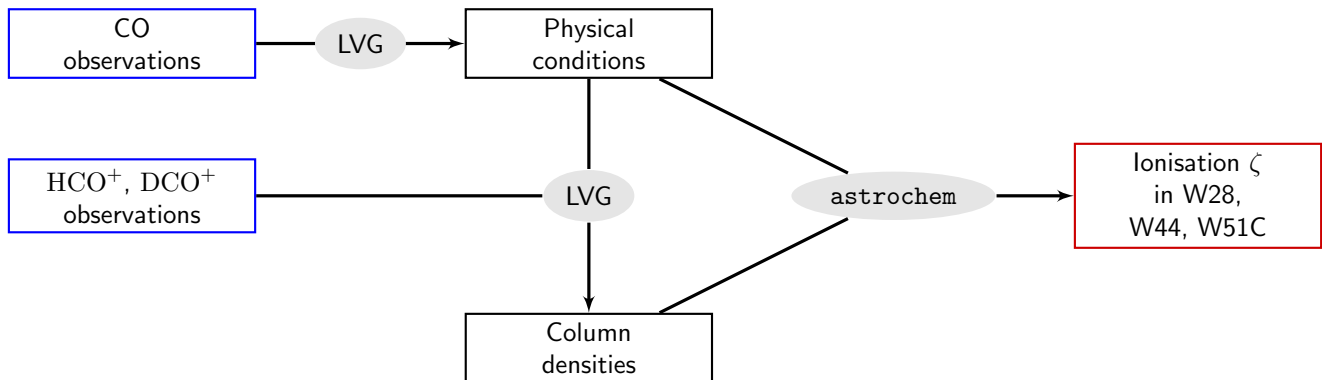 CO
observations
LVG
Physical
conditions
HCO⁺, DCO⁺
observations
LVG
astrochem
Ionisation ζ
in W28,
W44, W51C
Column
densities